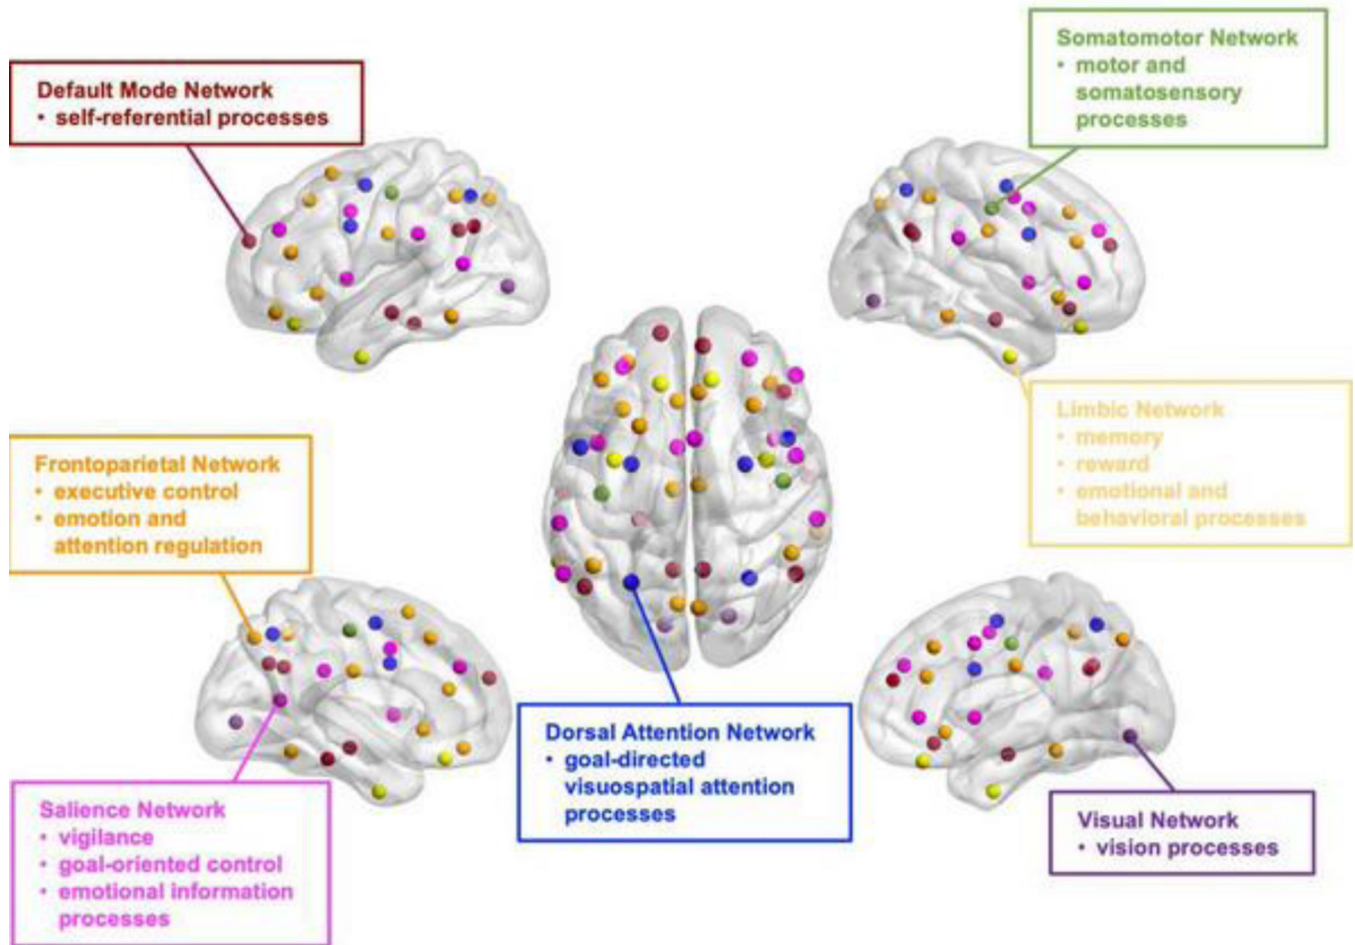 Default Mode Network
• self-referential processes
Somatomotor Network
• motor and
somatosensory
processes
Frontoparietal Network
• executive control
• emotion and
attention regulation
Limbic Network
• memory
• reward
• emotional and
behavioral processes
Salience Network
• vigilance
• goal-oriented control
• emotional information
processes
Dorsal Attention Network
• goal-directed
visuospatial attention
processes
Visual Network
• vision processes